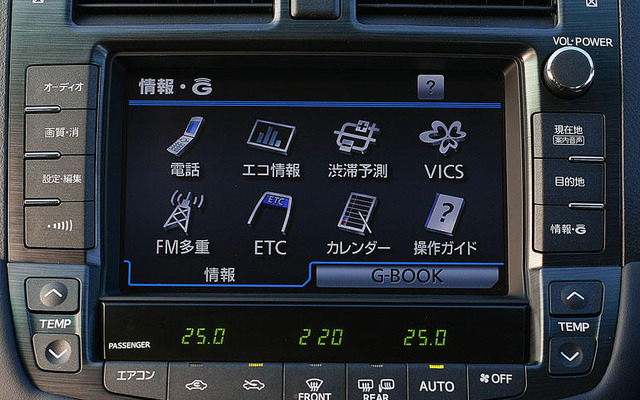 VOL・POWER
オーディオ
画質・消
設定・編集
情報・G
?
電話
エコ情報
渋滞予測
VICS
ETC
?
FM多重
ETC
カレンダー
操作ガイド
情報
G-BOOK
現在地
案内音声
目的地
情報・G
TEMP
PASSENGER
25.0
2 20
25.0
TEMP
エアコン
FRONT
REAR
AUTO
OFF